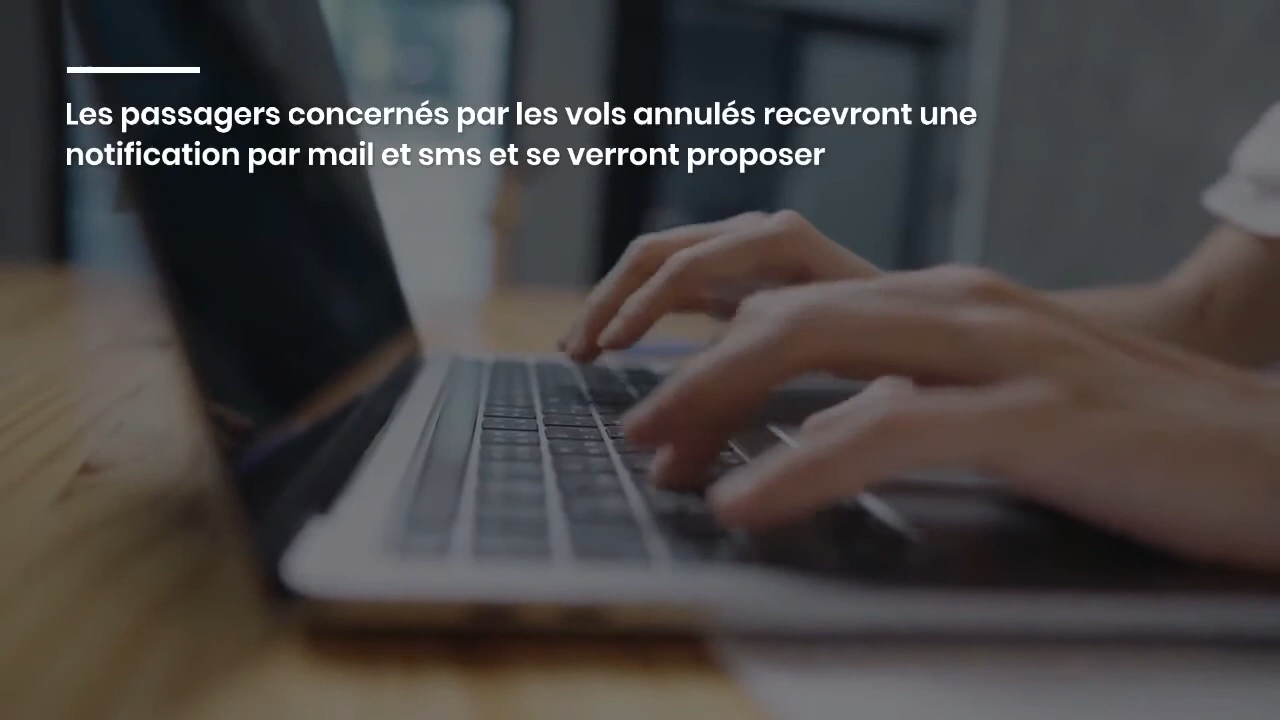 Les passagers concernés par les vols annulés recevront une
notification par mail et sms et se verront proposer